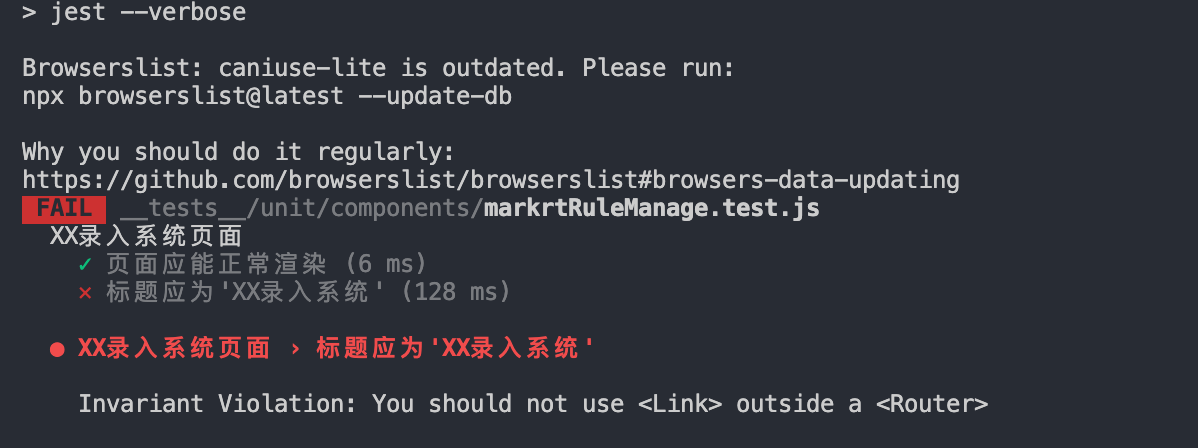 > jest --verbose
Browserslist: caniuse-lite is outdated. Please run:
npx browserslist@latest --update-db
Why you should do it regularly:
https://github.com/browserslist/browserslist#browsers-data-updating
FAIL __tests__/unit/components/markrtRuleManage.test.js
XX录入系统页面
✓ 页面应能正常渲染 (6 ms)
✕ 标题应为'XX录入系统' (128 ms)
● XX录入系统页面 › 标题应为'XX录入系统'
Invariant Violation: You should not use <Link> outside a <Router>